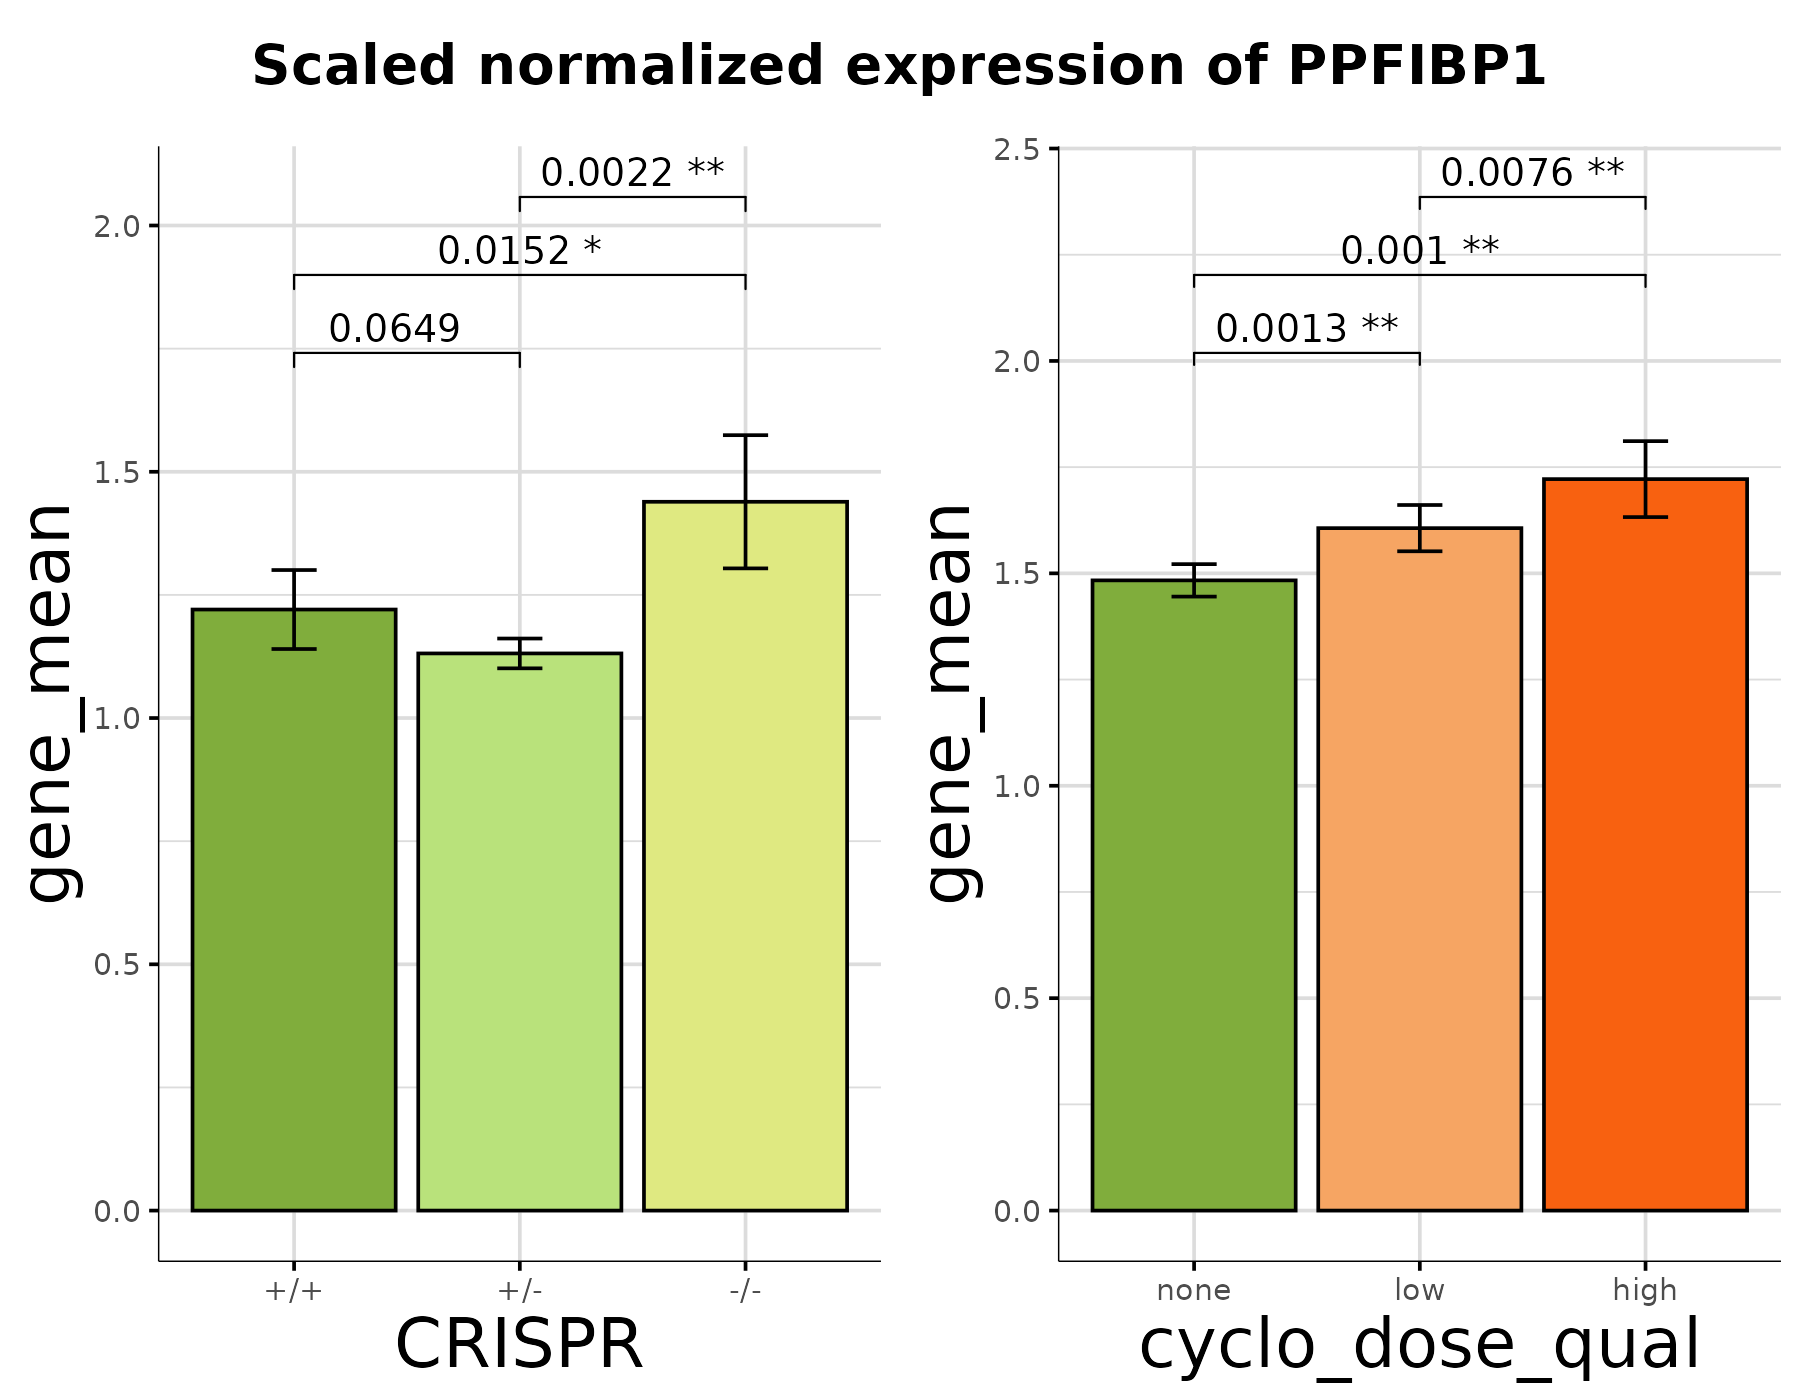 Scaled normalized expression of PPFIBP1
gene_mean
2.0
1.5
1.0
0.5
0.0
0.0022 **
0.0152 *
0.0649
+/+ +/- -/-
CRISPR
gene_mean
2.5
2.0
1.5
1.0
0.5
0.0
0.0076 **
0.001 **
0.0013 **
none low high
cyclo_dose_qual